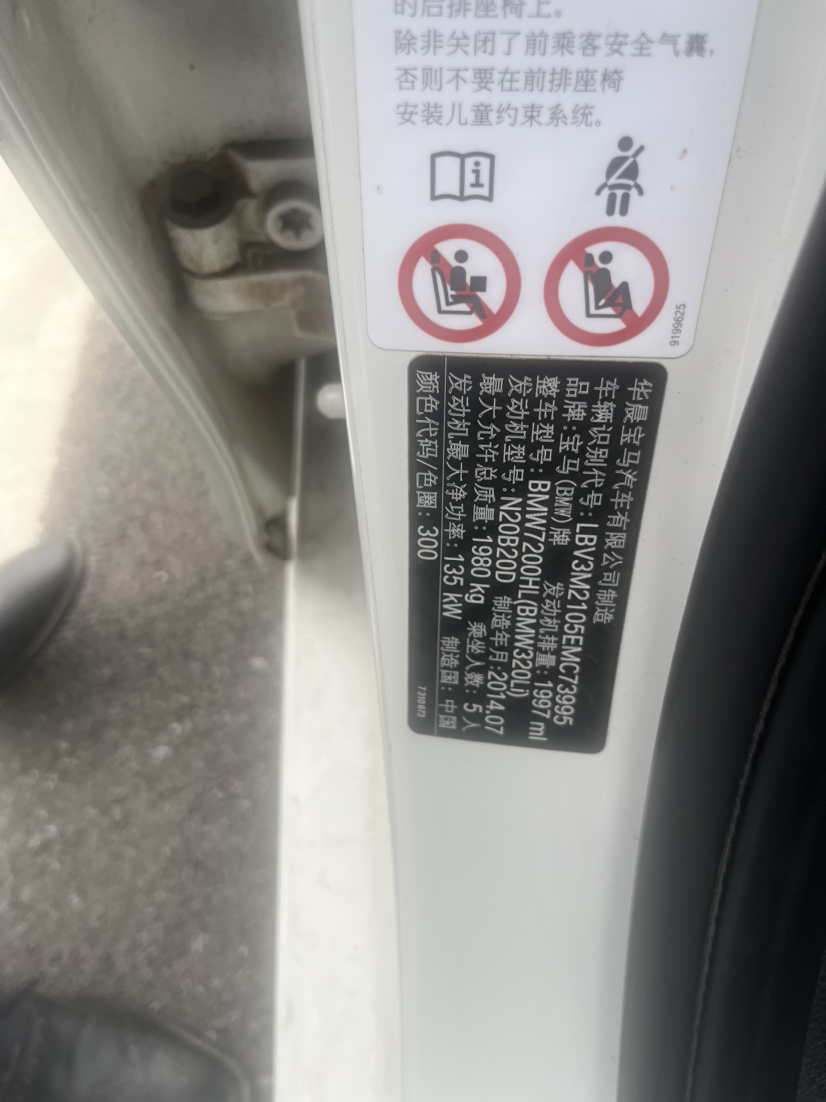 的后排座椅上。
除非关闭了前乘客安全气囊,
否则不要在前排座椅
安装儿童约束系统。
9199625
华晨宝马汽车有限公司制造
车辆识别代号:LBV3M2105EMC73995
品牌:宝马(BMW)牌 发动机排量:1997 ml
整车型号:BMW7200HL(BMW320Li)
发动机型号:N20B20D 制造年月:2014.07
最大允许总质量:1980 kg 乘坐人数:5人
发动机最大净功率:135 kW 制造国:中国
颜色代码/色圈:300